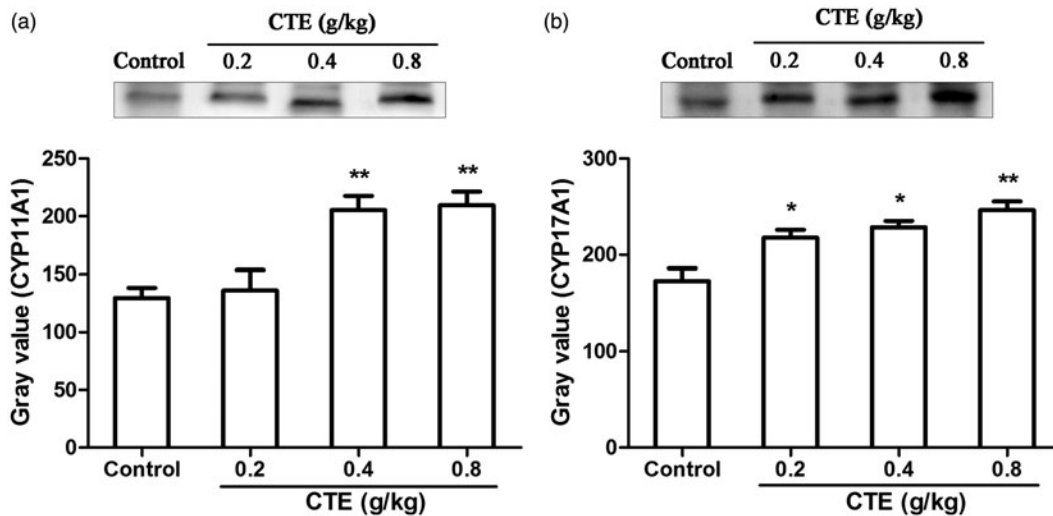 (a)
CTE (g/kg)
Control 0.2 0.4 0.8
Gray value (CYP11A1)
250
200
150
100
50
0
** **
Control 0.2 0.4 0.8
CTE (g/kg)
(b)
CTE (g/kg)
Control 0.2 0.4 0.8
Gray value (CYP17A1)
300
200
100
0
* * **
Control 0.2 0.4 0.8
CTE (g/kg)